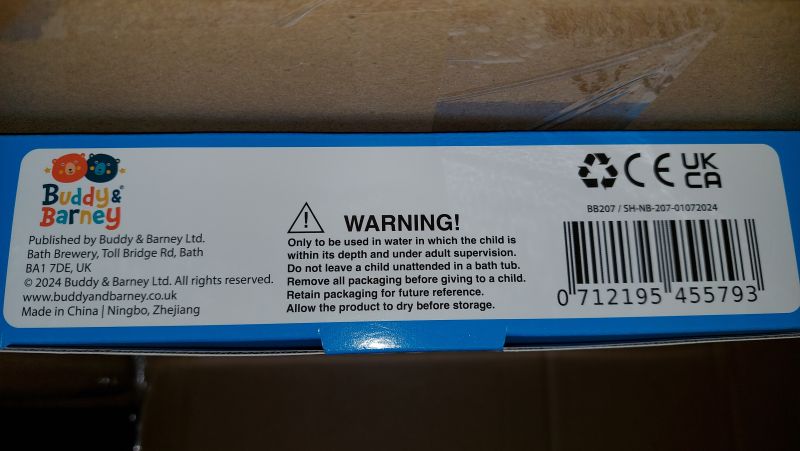 Buddy &
Barney
Published by Buddy & Barney Ltd.
Bath Brewery, Toll Bridge Rd, Bath
BA1 7DE, UK
© 2024 Buddy & Barney Ltd. All rights reserved.
www.buddyandbarney.co.uk
Made in China | Ningbo, Zhejiang
WARNING!
Only to be used in water in which the child is
within its depth and under adult supervision.
Do not leave a child unattended in a bath tub.
Remove all packaging before giving to a child.
Retain packaging for future reference.
Allow the product to dry before storage.
CE UK
CA
BB207 / SH-NB-207-01072024
0 712195 455793